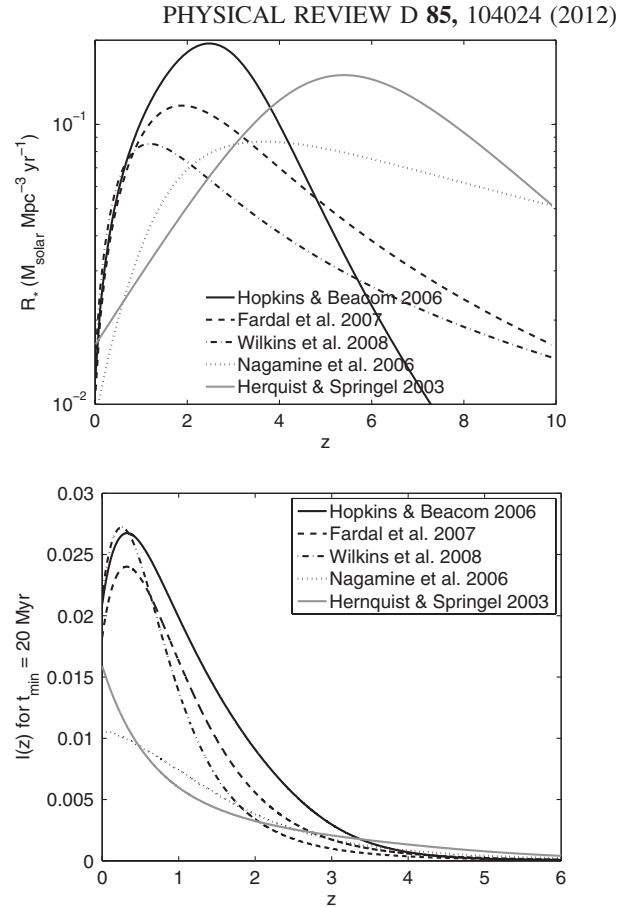 PHYSICAL REVIEW D 85, 104024 (2012)
10⁻¹
10⁻²
R* (M_solar Mpc⁻³ yr⁻¹)
Hopkins & Beacom 2006
Fardal et al. 2007
Wilkins et al. 2008
Nagamine et al. 2006
Herquist & Springel 2003
0 2 4 6 8 10
z
0.03
0.025
0.02
0.015
0.01
0.005
0
I(z) for t_min = 20 Myr
Hopkins & Beacom 2006
Fardal et al. 2007
Wilkins et al. 2008
Nagamine et al. 2006
Hernquist & Springel 2003
0 1 2 3 4 5 6
z